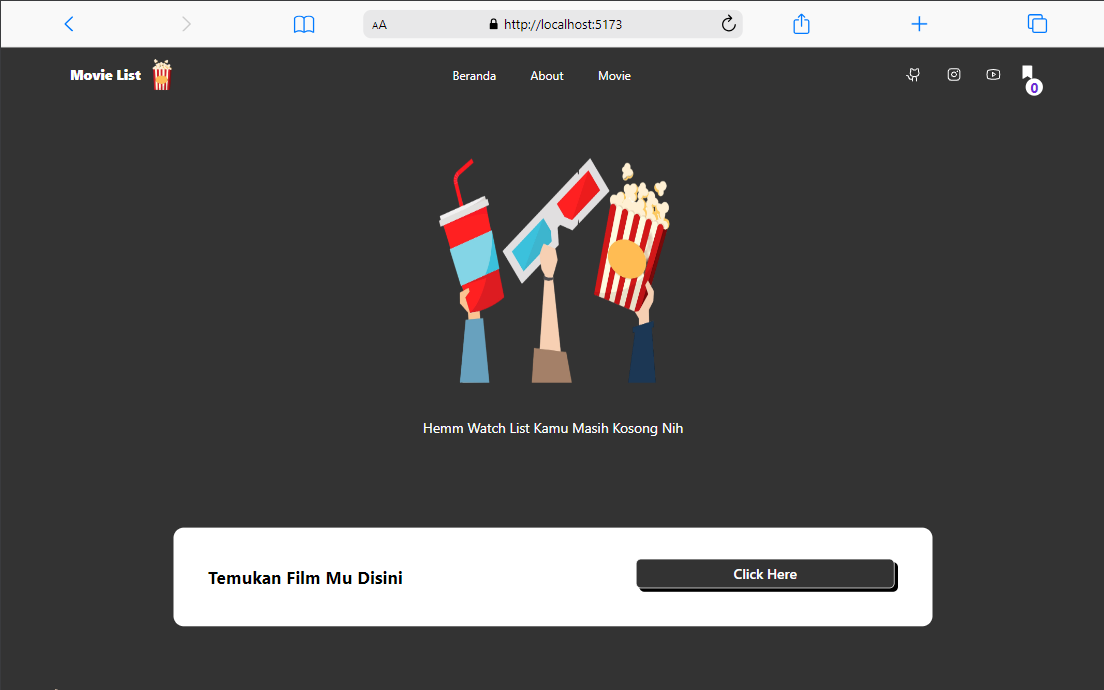 AA
http://localhost:5173
Movie List
Beranda
About
Movie
0
Hemm Watch List Kamu Masih Kosong Nih
Temukan Film Mu Disini
Click Here